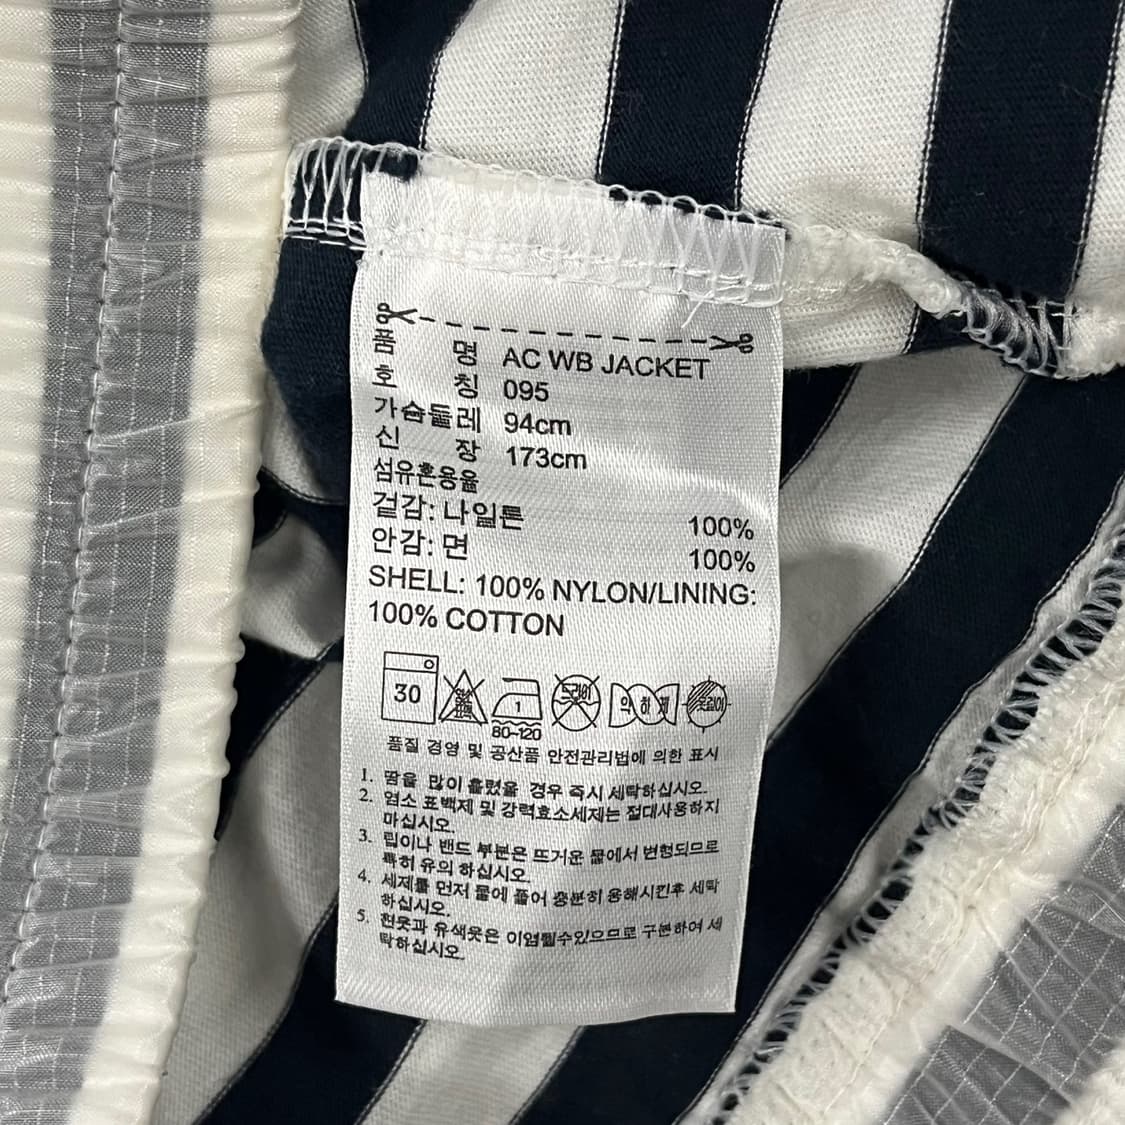 품 명 AC WB JACKET
호 칭 095
가슴둘레 94cm
신 장 173cm
섬유혼용율
겉감: 나일론 100%
안감: 면 100%
SHELL: 100% NYLON/LINING:
100% COTTON
30 염소표백 1 80~120 드라이 약하게 옷걸이
품질 경영 및 공산품 안전관리법에 의한 표시
1. 땀을 많이 흘렸을 경우 즉시 세탁하십시오.
2. 염소 표백제 및 강력효소세제는 절대사용하지
마십시오.
3. 립이나 밴드 부분은 뜨거운 물에서 변형되므로
특히 유의 하십시오.
4. 세제를 먼저 물에 풀어 충분히 용해시킨후 세탁
하십시오.
5. 흰옷과 유색옷은 이염될수있으므로 구분하여 세
탁하십시오.